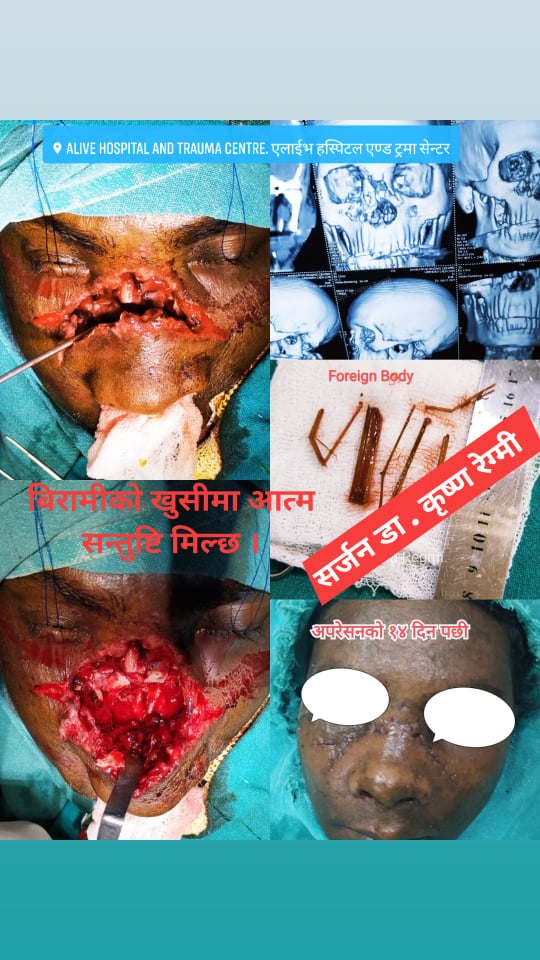 ALIVE HOSPITAL AND TRAUMA CENTRE. एलाईभ हस्पिटल एण्ड ट्रमा सेन्टर
Foreign Body
सर्जन डा . कृष्ण रेग्मी
बिरामीको खुसीमा आत्म
सन्तुष्टि मिल्छ ।
अपरेसनको १४ दिन पछी